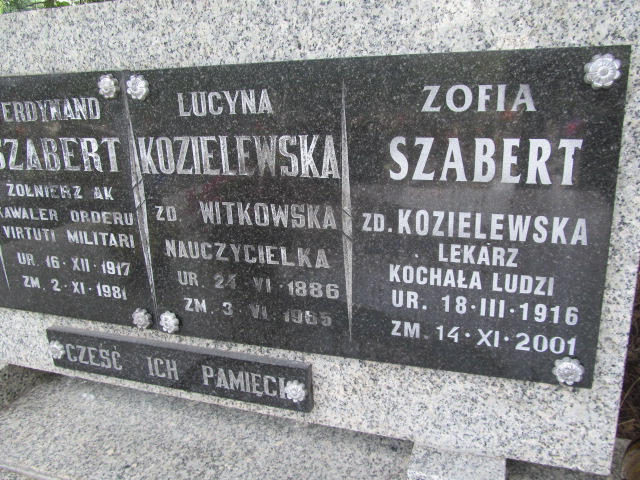 ERDYNAND
SZABERT
ŻOŁNIERZ AK
KAWALER ORDERU
VIRTUTI MILITARI
UR. 16·XII·1917
ZM. 2·XI·1981
LUCYNA
KOZIELEWSKA
ZD. WITKOWSKA
NAUCZYCIELKA
UR. 24 VI 1886
ZM. 3 VI
ZOFIA
SZABERT
ZD. KOZIELEWSKA
LEKARZ
KOCHAŁA LUDZI
UR. 18·III·1916
ZM. 14·XI·2001
CZEŚĆ ICH PAMIĘCI